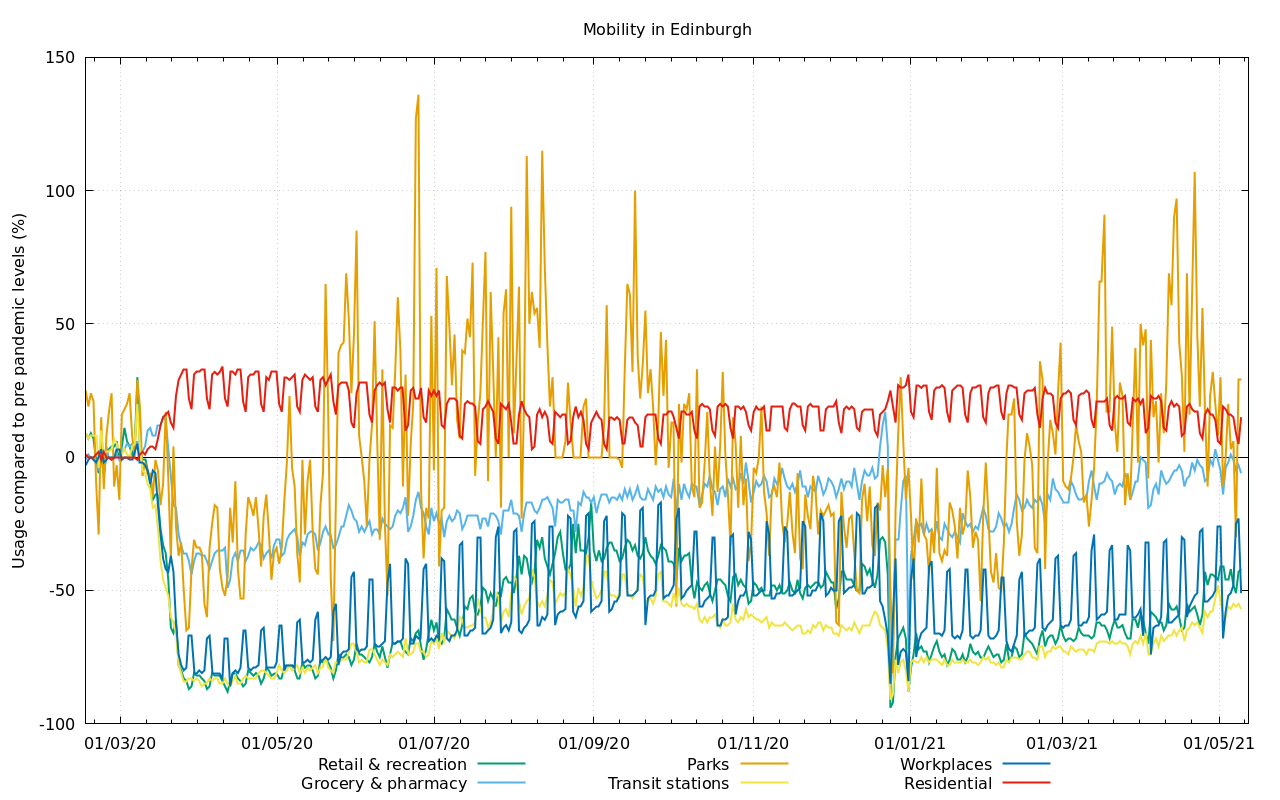 Mobility in Edinburgh
Usage compared to pre pandemic levels (%)
150
100
50
0
-50
-100
01/03/20 01/05/20 01/07/20 01/09/20 01/11/20 01/01/21 01/03/21 01/05/21
Retail & recreation Parks Workplaces
Grocery & pharmacy Transit stations Residential